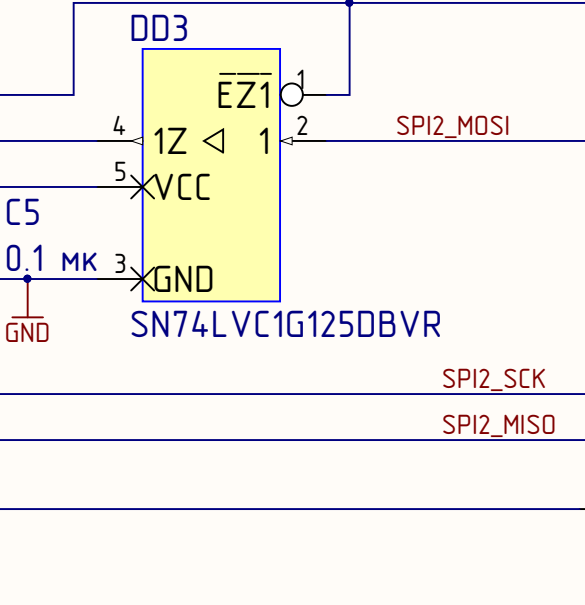 DD3
EZ1 1
4 1Z 1 2 SPI2_MOSI
5 VCC
C5
0.1 МК 3 GND
GND
SN74LVC1G125DBVR
SPI2_SCK
SPI2_MISO